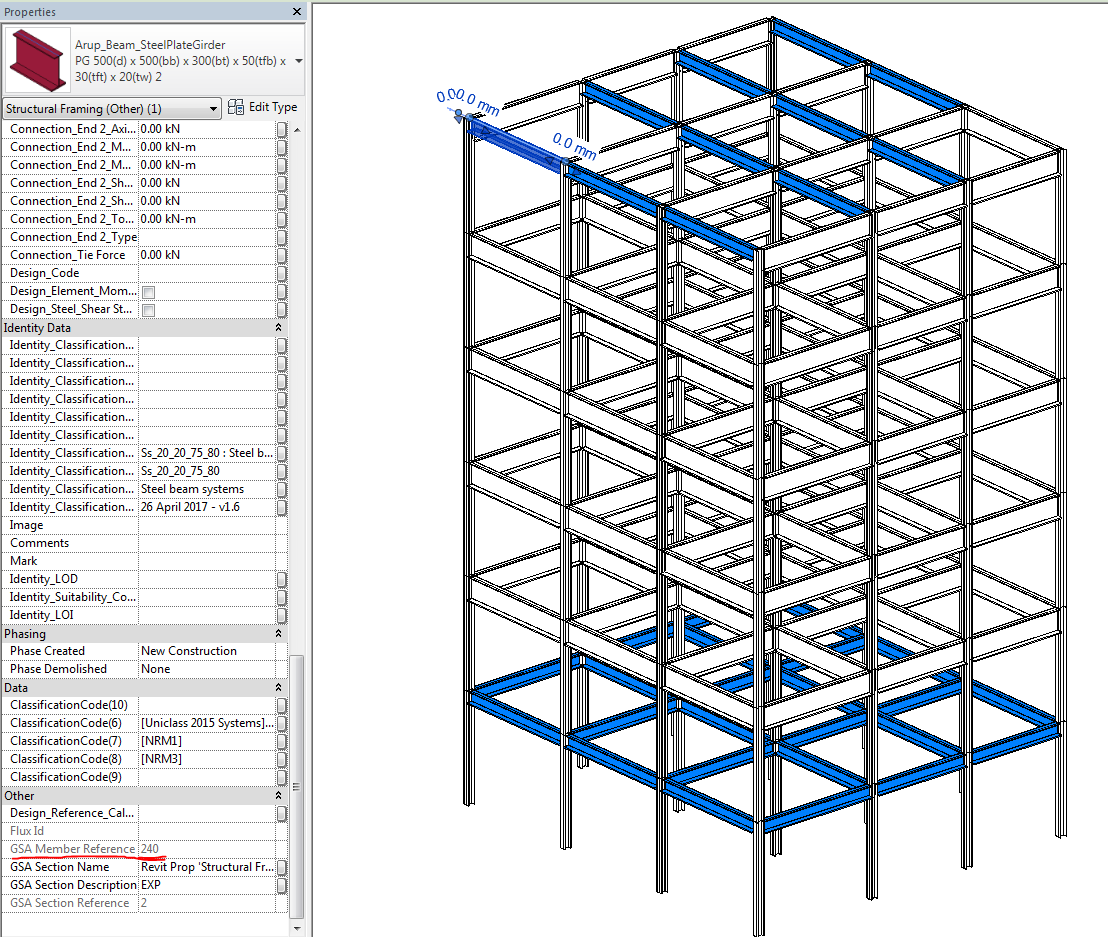 Properties
Arup_Beam_SteelPlateGirder
PG 500(d) x 500(bb) x 300(bt) x 50(tfb) x
30(tft) x 20(tw) 2
Structural Framing (Other) (1)
Edit Type
Connection_End 2_Axi... 0.00 kN
Connection_End 2_M... 0.00 kN-m
Connection_End 2_M... 0.00 kN-m
Connection_End 2_Sh... 0.00 kN
Connection_End 2_Sh... 0.00 kN
Connection_End 2_To... 0.00 kN-m
Connection_End 2_Type
Connection_Tie Force 0.00 kN
Design_Code
Design_Element_Mom...
Design_Steel_Shear St...
Identity Data
Identity_Classification...
Identity_Classification...
Identity_Classification...
Identity_Classification...
Identity_Classification...
Identity_Classification...
Identity_Classification... Ss_20_20_75_80 : Steel b...
Identity_Classification... Ss_20_20_75_80
Identity_Classification... Steel beam systems
Identity_Classification... 26 April 2017 - v1.6
Image
Comments
Mark
Identity_LOD
Identity_Suitability_Co...
Identity_LOI
Phasing
Phase Created New Construction
Phase Demolished None
Data
ClassificationCode(10)
ClassificationCode(6) [Uniclass 2015 Systems]...
ClassificationCode(7) [NRM1]
ClassificationCode(8) [NRM3]
ClassificationCode(9)
Other
Design_Reference_Cal...
Flux Id
GSA Member Reference 240
GSA Section Name Revit Prop 'Structural Fr...
GSA Section Description EXP
GSA Section Reference 2
0.0 mm
0.0 mm